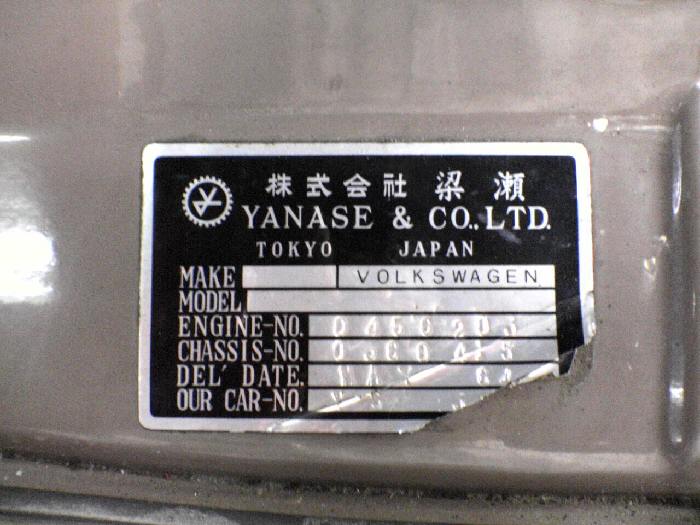 株式会社 梁瀬
YANASE & CO., LTD.
TOKYO JAPAN
MAKE VOLKSWAGEN
MODEL
ENGINE-NO.
CHASSIS-NO.
DEL' DATE.
OUR CAR-NO.